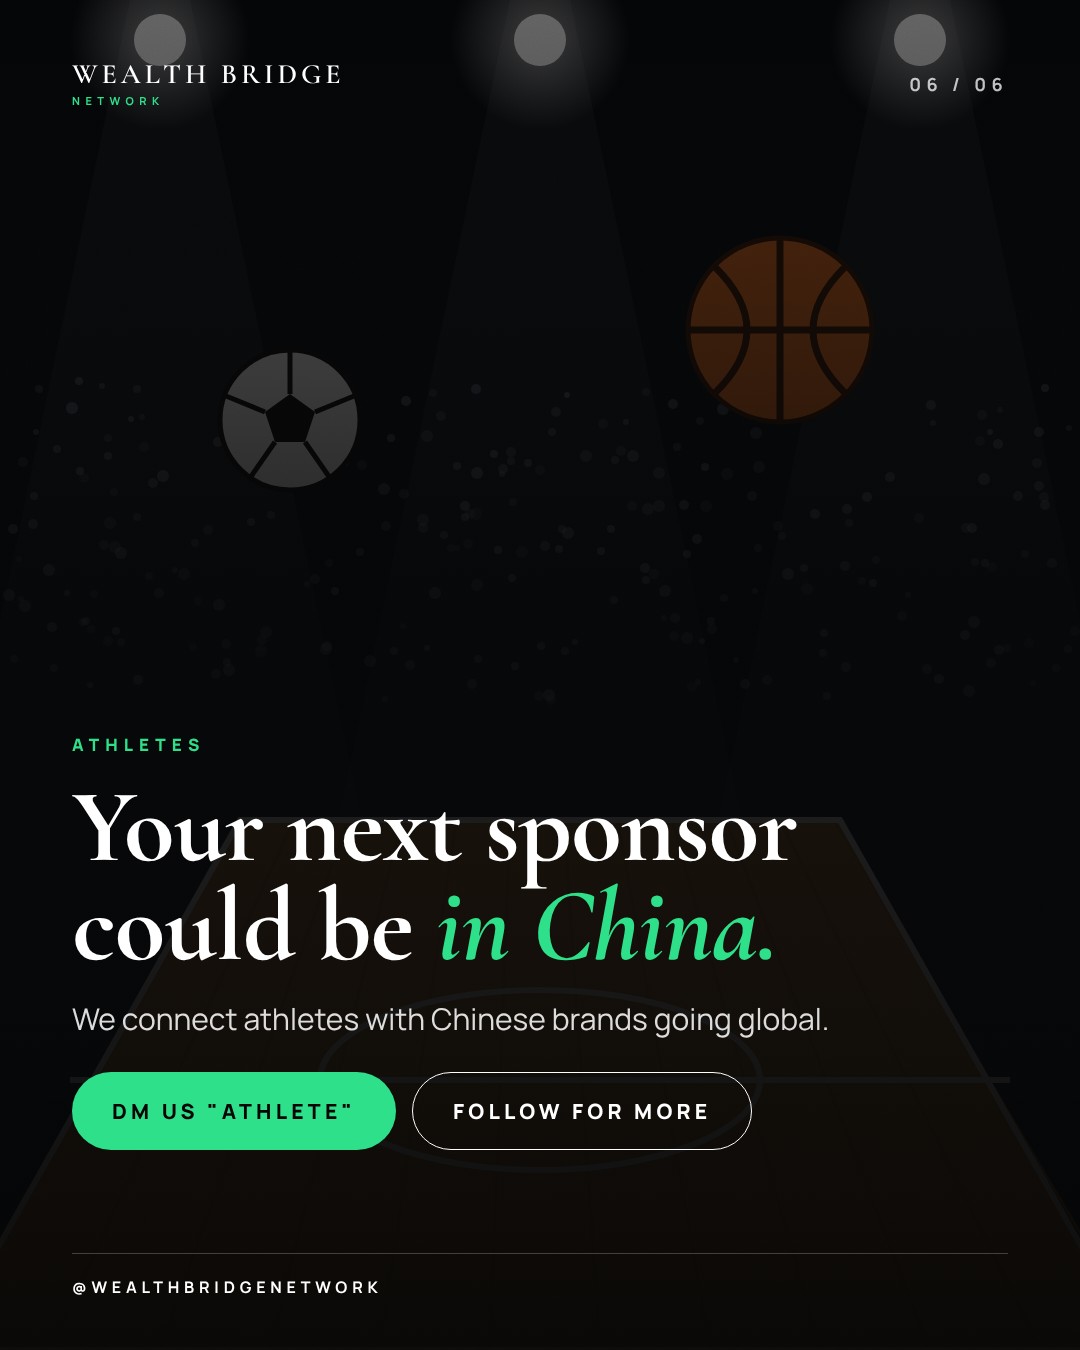 WEALTH BRIDGE
NETWORK
06 / 06
ATHLETES
Your next sponsor
could be in China.
We connect athletes with Chinese brands going global.
DM US "ATHLETE"
FOLLOW FOR MORE
@WEALTHBRIDGENETWORK